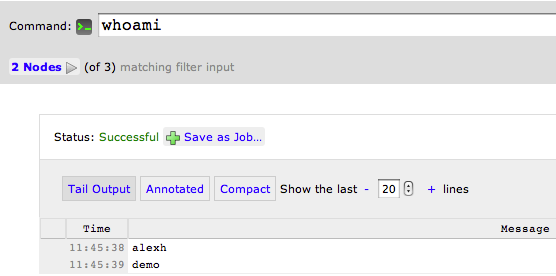 Command: whoami
2 Nodes (of 3) matching filter input
Status: Successful Save as Job...
Tail Output Annotated Compact Show the last - 20 + lines
Time Message
11:45:38 alexh
11:45:39 demo